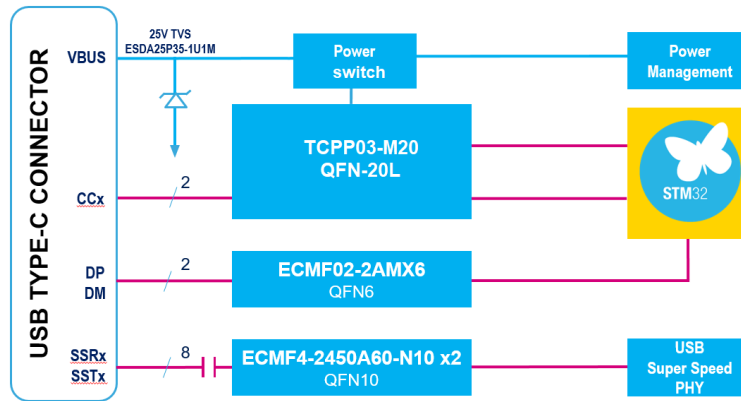 USB TYPE-C CONNECTOR
VBUS
25V TVS
ESDA25P35-1U1M
Power
switch
Power
Management
TCPP03-M20
QFN-20L
STM32
CCx
2
DP
DM
2
ECMF02-2AMX6
QFN6
SSRx
SSTx
8
ECMF4-2450A60-N10 x2
QFN10
USB
Super Speed
PHY